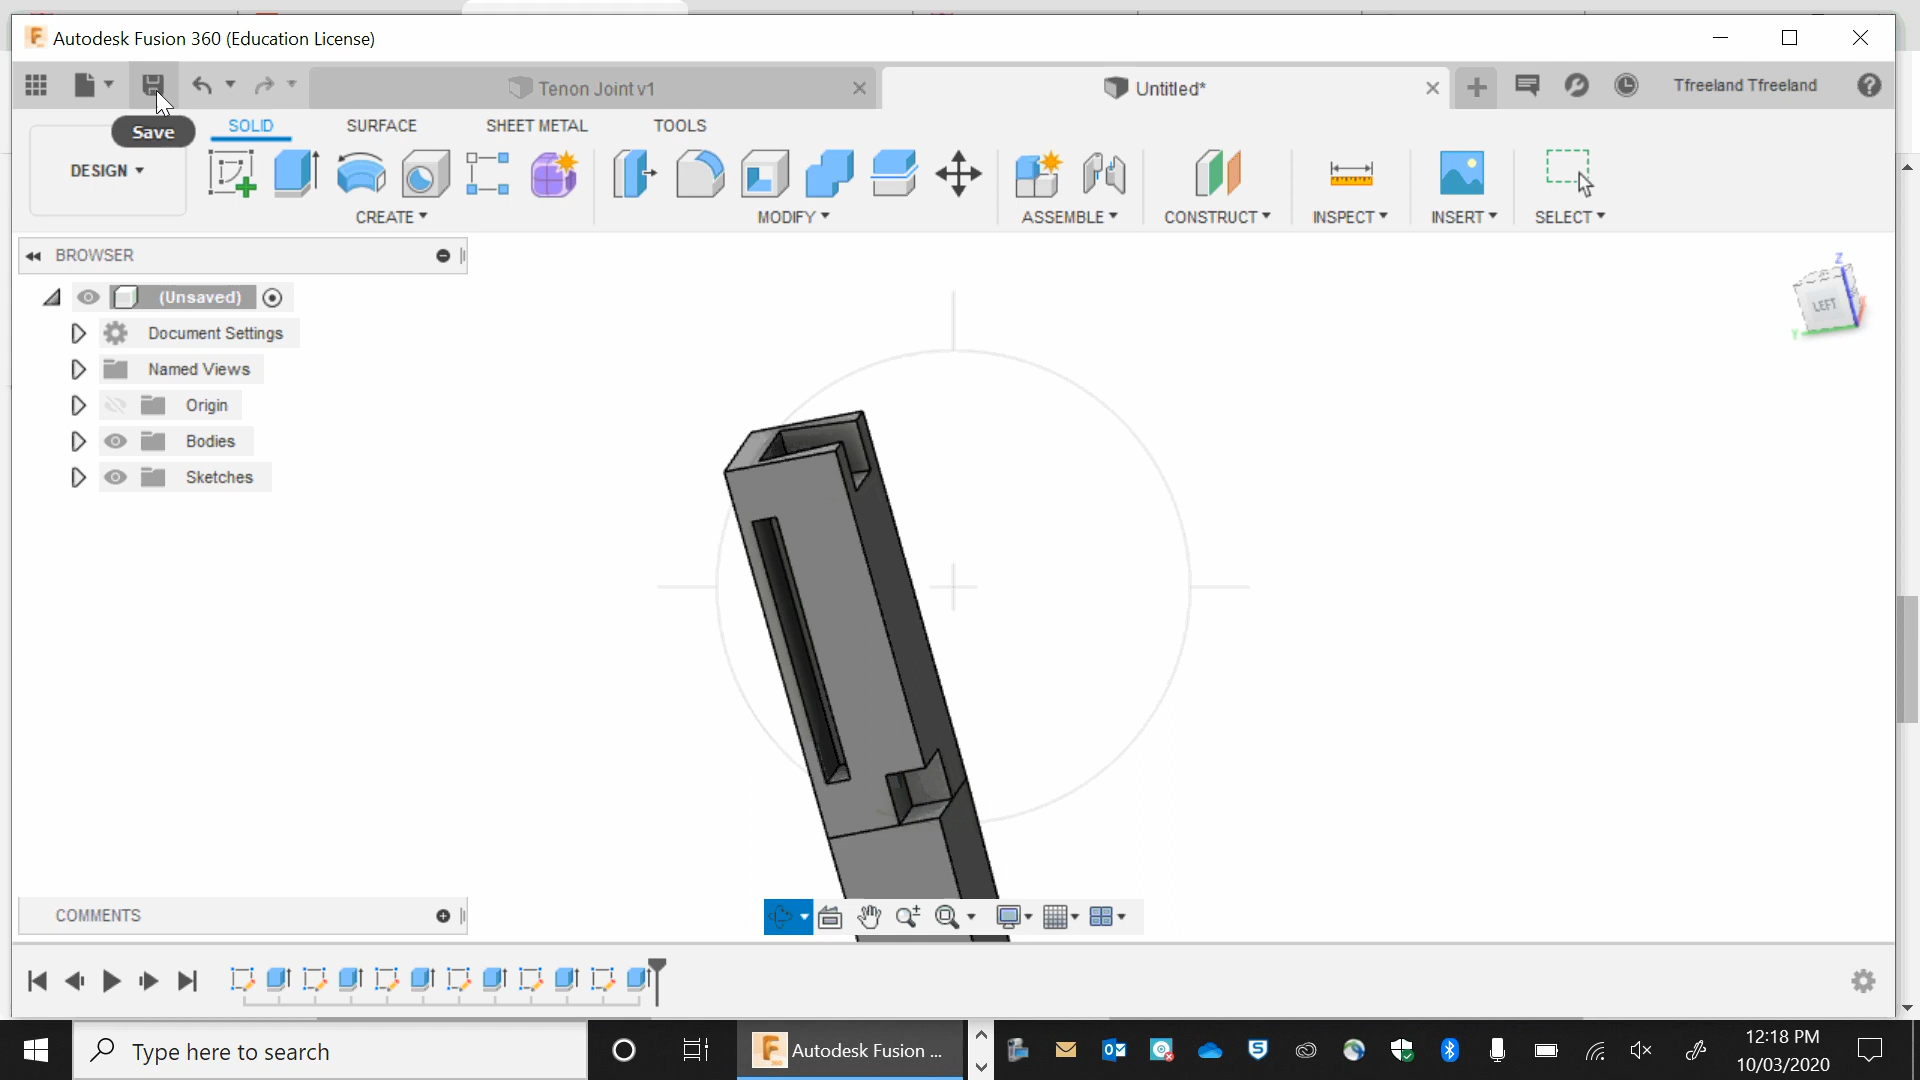 Autodesk Fusion 360 (Education License)
Tenon Joint v1
Untitled*
Tfreeland Tfreeland
Save
SOLID
SURFACE
SHEET METAL
TOOLS
DESIGN
CREATE
MODIFY
ASSEMBLE
CONSTRUCT
INSPECT
INSERT
SELECT
BROWSER
(Unsaved)
Document Settings
Named Views
Origin
Bodies
Sketches
Z
LEFT
Y
COMMENTS
Type here to search
Autodesk Fusion ...
12:18 PM
10/03/2020